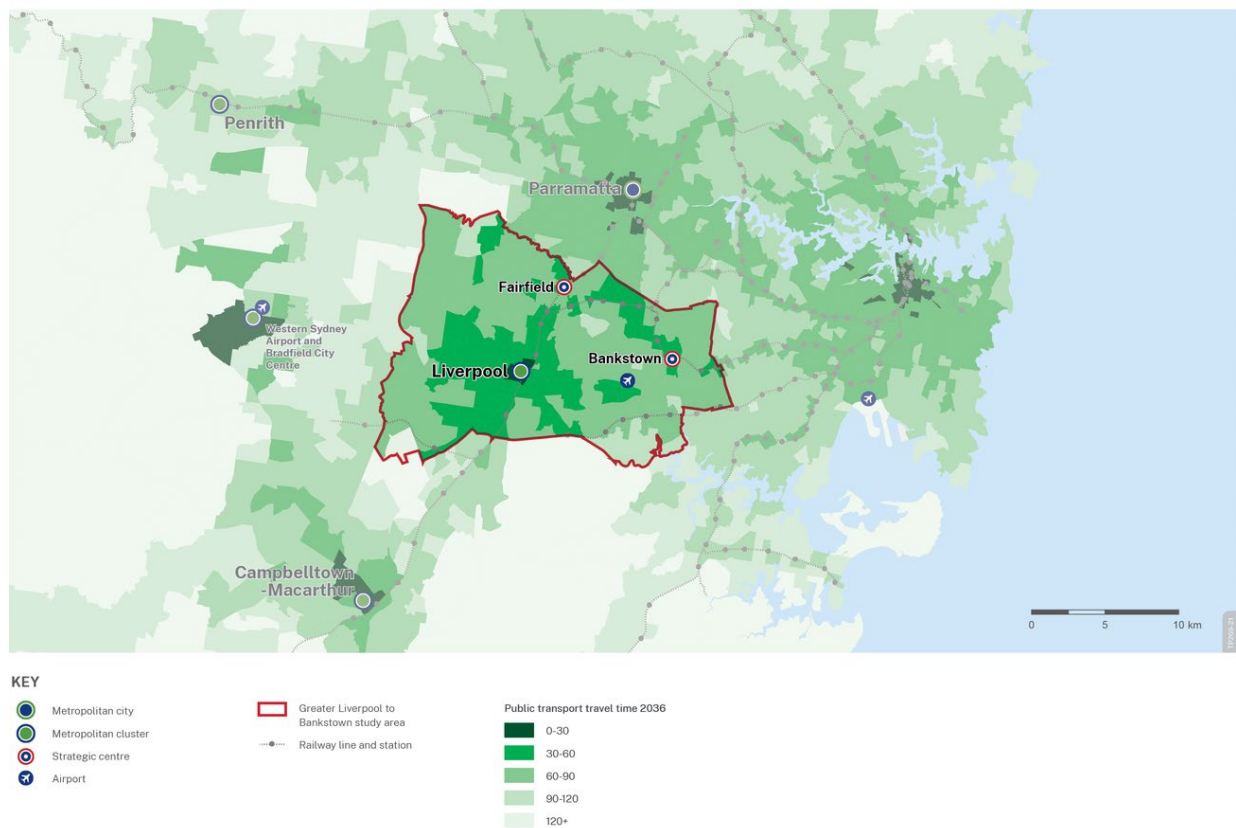 Penrith
Parramatta
Fairfield
Western Sydney
Airport and
Bradfield City
Centre
Bankstown
Liverpool
Campbelltown
-Macarthur
0
5
10 km
KEY
Metropolitan city
Metropolitan cluster
Strategic centre
Airport
Greater Liverpool to
Bankstown study area
Railway line and station
Public transport travel time 2036
0-30
30-60
60-90
90-120
120+